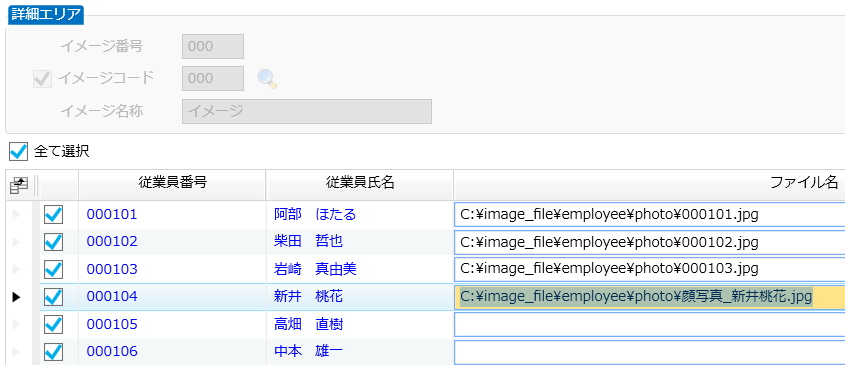 詳細エリア
イメージ番号 000
イメージコード 000
イメージ名称 イメージ
全て選択
従業員番号 従業員氏名 ファイル名
000101 阿部　ほたる C:¥image_file¥employee¥photo¥000101.jpg
000102 柴田　哲也 C:¥image_file¥employee¥photo¥000102.jpg
000103 岩崎　真由美 C:¥image_file¥employee¥photo¥000103.jpg
000104 新井　桃花 C:¥image_file¥employee¥photo¥顔写真_新井桃花.jpg
000105 高畑　直樹
000106 中本　雄一